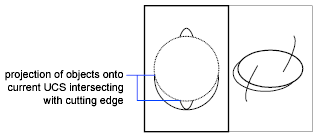 projection of objects onto
current UCS intersecting
with cutting edge